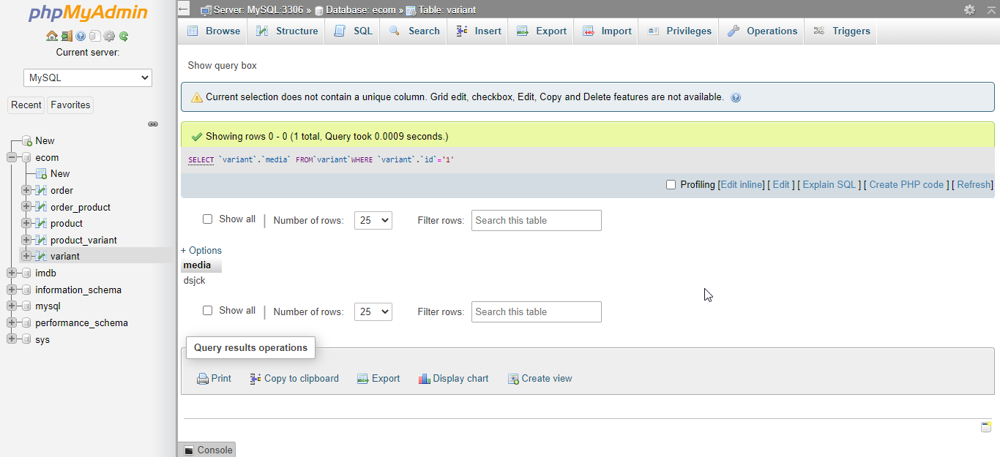 phpMyAdmin
Current server:
MySQL
Recent
Favorites
New
ecom
New
order
order_product
product
product_variant
variant
imdb
information_schema
mysql
performance_schema
sys
Server: MySQL:3306 » Database: ecom » Table: variant
Browse
Structure
SQL
Search
Insert
Export
Import
Privileges
Operations
Triggers
Show query box
Current selection does not contain a unique column. Grid edit, checkbox, Edit, Copy and Delete features are not available.
Showing rows 0 - 0 (1 total, Query took 0.0009 seconds.)
SELECT `variant`.`media` FROM`variant`WHERE `variant`.`id`='1'
Profiling [Edit inline] [ Edit ] [ Explain SQL ] [ Create PHP code ] [ Refresh]
Show all | Number of rows: 25 Filter rows: Search this table
+ Options
media
dsjck
Show all | Number of rows: 25 Filter rows: Search this table
Query results operations
Print
Copy to clipboard
Export
Display chart
Create view
Console